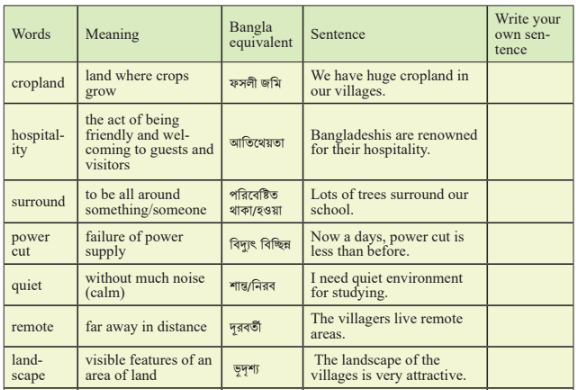 Words Meaning Bangla equivalent Sentence Write your own sen-tence
cropland land where crops grow ফসলী জমি We have huge cropland in our villages.
hospital-ity the act of being friendly and wel-coming to guests and visitors আতিথেয়তা Bangladeshis are renowned for their hospitality.
surround to be all around something/someone পরিবেষ্টিত থাকা/হওয়া Lots of trees surround our school.
power cut failure of power supply বিদ্যুৎ বিচ্ছিন্ন Now a days, power cut is less than before.
quiet without much noise (calm) শান্ত/নিরব I need quiet environment for studying.
remote far away in distance দূরবর্তী The villagers live remote areas.
land-scape visible features of an area of land ভূদৃশ্য The landscape of the villages is very attractive.